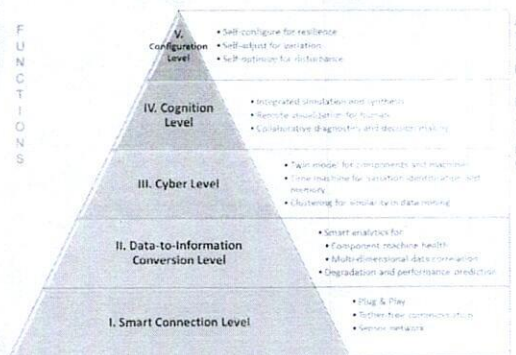 FUNCTIONS
V.
Configuration
Level
• Self-configure for resilience
• Self-adjust for variation
• Self-optimize for disturbance
IV. Cognition
Level
• Integrated simulation and synthesis
• Remote visualization for human
• Collaborative diagnostics and decision making
III. Cyber Level
• Twin model for components and machines
• Time machine for variation identification and
memory
• Clustering for similarity in data mining
II. Data-to-Information
Conversion Level
• Smart analytics for
• Component machine health
• Multi-dimensional data correlation
• Degradation and performance prediction
I. Smart Connection Level
• Plug & Play
• Tether-free communication
• Sensor network